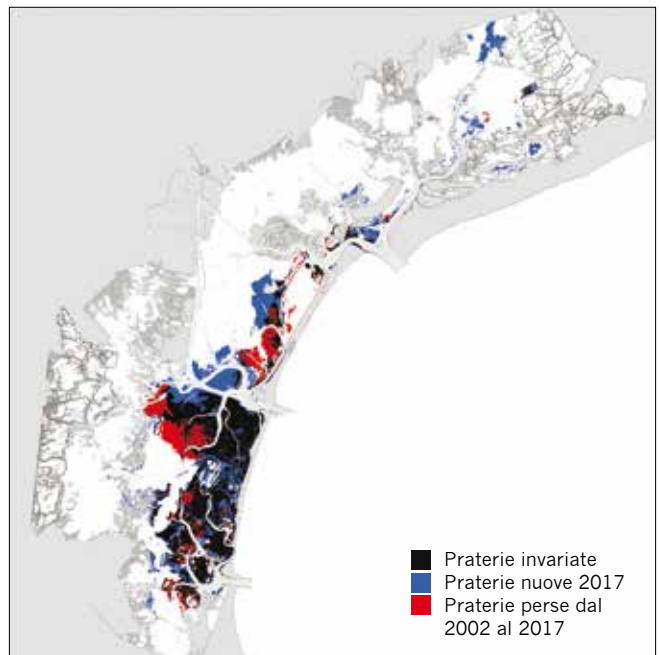 Praterie invariate
Praterie nuove 2017
Praterie perse dal
2002 al 2017